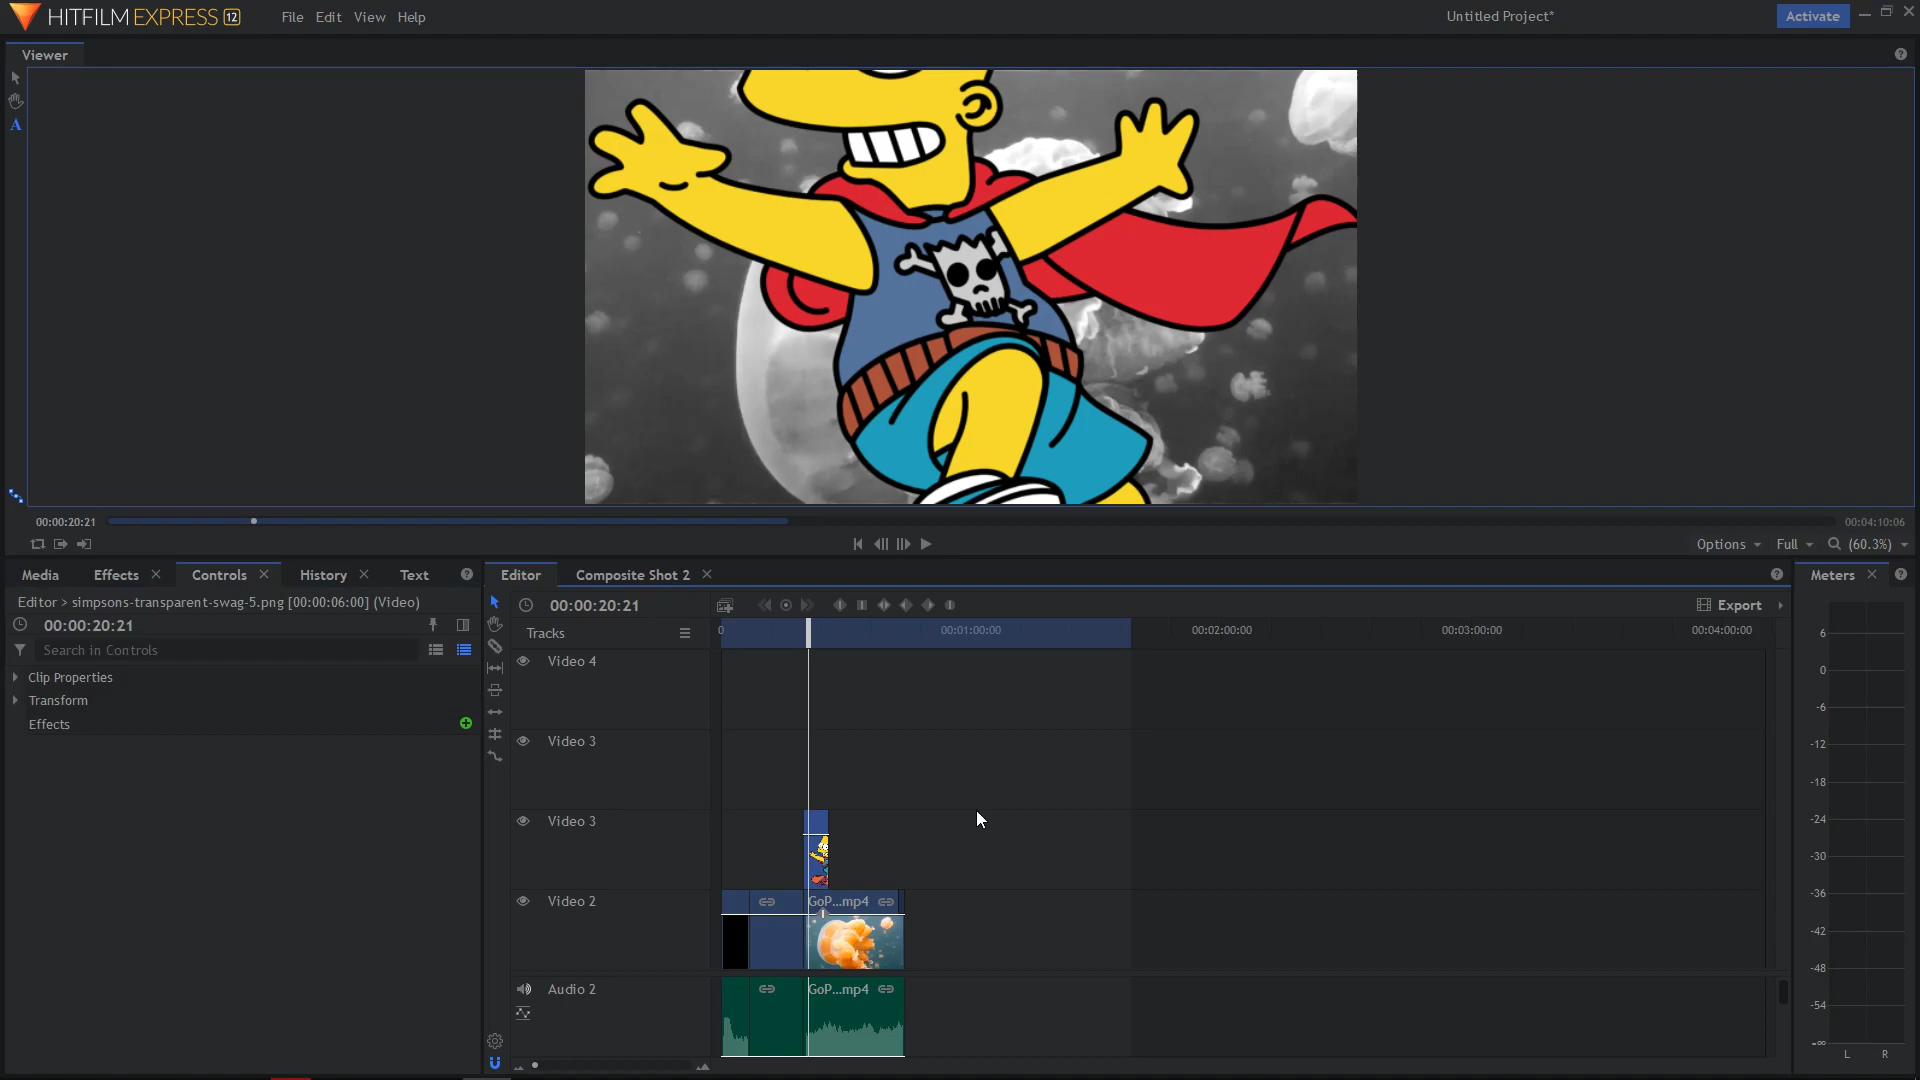 HITFILM EXPRESS 12
File Edit View Help
Untitled Project*
Activate
Viewer
A
00:00:20:21
00:04:10:06
Options
Full
(60.3%)
Media
Effects
Controls
History
Text
Editor > simpsons-transparent-swag-5.png [00:00:06:00] (Video)
00:00:20:21
Search in Controls
Clip Properties
Transform
Effects
Editor
Composite Shot 2
00:00:20:21
Export
Tracks
0
00:01:00:00
00:02:00:00
00:03:00:00
00:04:00:00
Video 4
Video 3
Video 3
Video 2
GoP...mp4
Audio 2
GoP...mp4
Meters
6
0
-6
-12
-18
-24
-30
-36
-42
-48
-54
-∞
L R